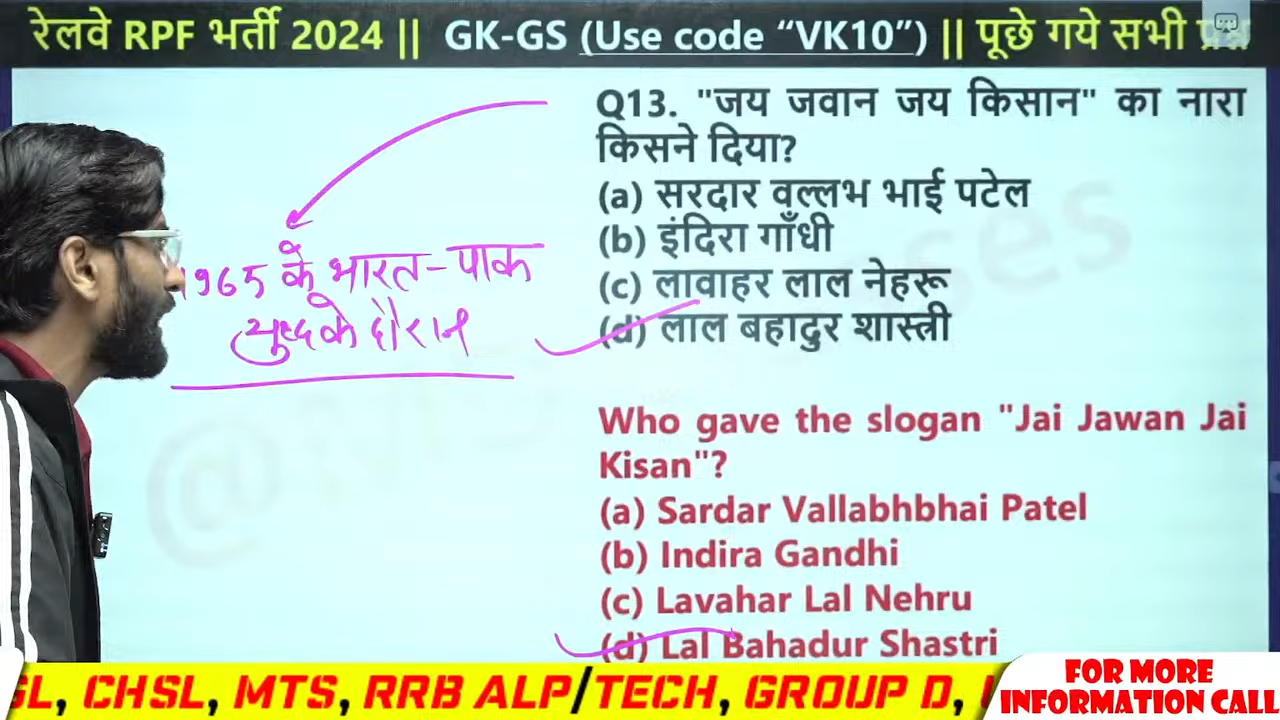 रेलवे RPF भर्ती 2024 || GK-GS (Use code “VK10”) || पूछे गये सभी
Q13. "जय जवान जय किसान" का नारा
किसने दिया?
(a) सरदार वल्लभ भाई पटेल
(b) इंदिरा गाँधी
(c) लावाहर लाल नेहरू
(d) लाल बहादुर शास्त्री
1965 के भारत-पाक
युद्ध के दौरान
Who gave the slogan "Jai Jawan Jai
Kisan"?
(a) Sardar Vallabhbhai Patel
(b) Indira Gandhi
(c) Lavahar Lal Nehru
(d) Lal Bahadur Shastri
GL, CHSL, MTS, RRB ALP/TECH, GROUP D,
FOR MORE
INFORMATION CALL